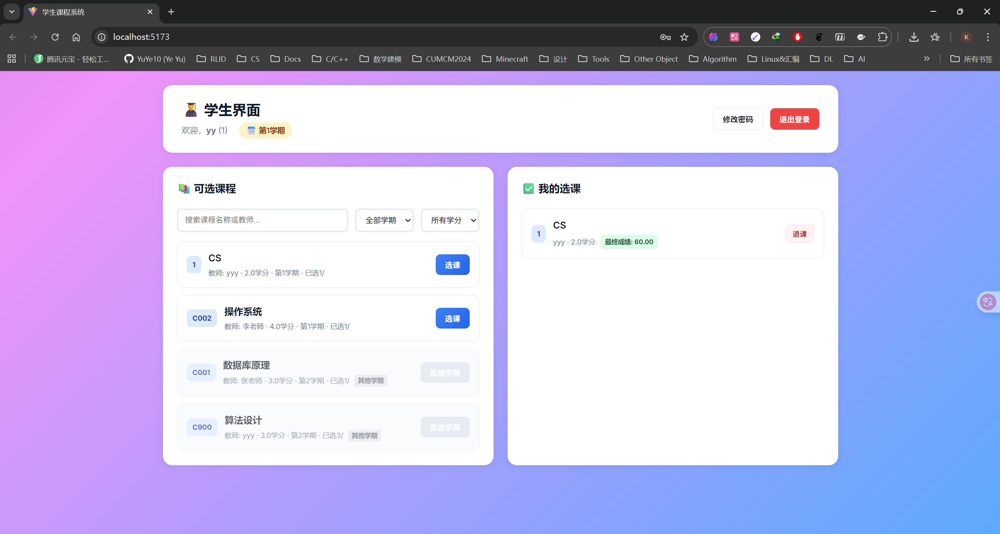 学生课程系统
localhost:5173
K
腾讯元宝 - 轻松工...
YuYe10 (Ye Yu)
RLID
CS
Docs
C/C++
数学建模
CUMCM2024
Minecraft
设计
Tools
Other Object
Algorithm
Linux&汇编
DL
AI
所有书签
学生界面
欢迎，yy (1)
第1学期
修改密码
退出登录
可选课程
搜索课程名称或教师...
全部学期
所有学分
1
CS
教师: yyy · 2.0学分 · 第1学期 · 已选1/
选课
C002
操作系统
教师: 李老师 · 4.0学分 · 第1学期 · 已选1/
选课
C001
数据库原理
教师: 张老师 · 3.0学分 · 第2学期 · 已选1/
其他学期
其他学期
C900
算法设计
教师: yyy · 3.0学分 · 第2学期 · 已选3/
其他学期
其他学期
我的选课
1
CS
yyy · 2.0学分
最终成绩: 60.00
退课